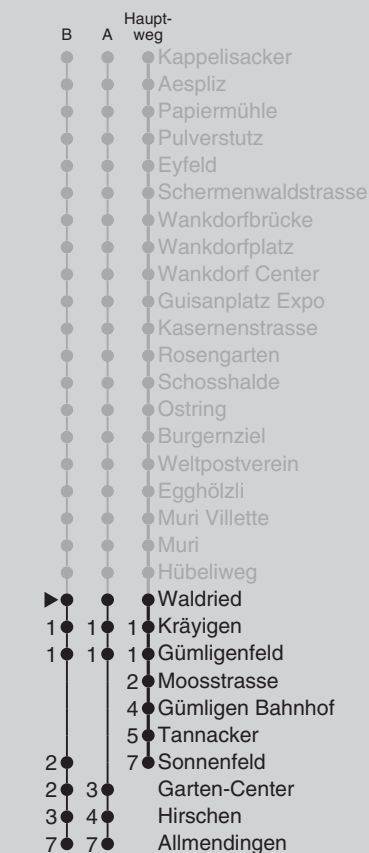 Haupt-
B A weg
Kappelisacker
Aespliz
Papiermühle
Pulverstutz
Eyfeld
Schermenwaldstrasse
Wankdorfbrücke
Wankdorfplatz
Wankdorf Center
Guisanplatz Expo
Kasernenstrasse
Rosengarten
Schosshalde
Ostring
Burgernziel
Weltpostverein
Egghölzli
Muri Villette
Muri
Hübeliweg
Waldried
1 1 1 Kräyigen
1 1 1 Gümligenfeld
2 Moosstrasse
4 Gümligen Bahnhof
5 Tannacker
2 7 Sonnenfeld
2 3 Garten-Center
3 4 Hirschen
7 7 Allmendingen